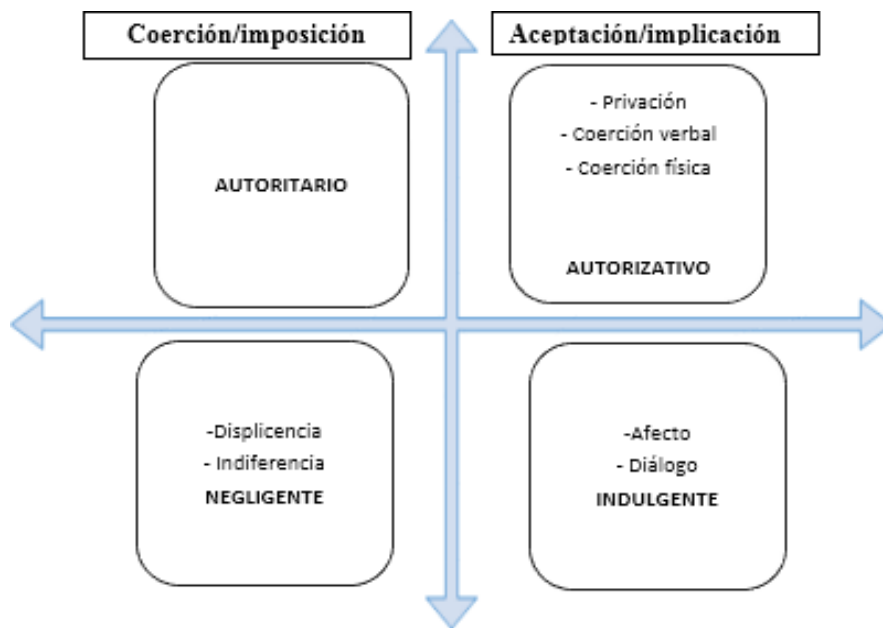 Coerción/imposición
Aceptación/implicación
AUTORITARIO
- Privación
- Coerción verbal
- Coerción física
AUTORIZATIVO
-Displicencia
- Indiferencia
NEGLIGENTE
-Afecto
- Diálogo
INDULGENTE